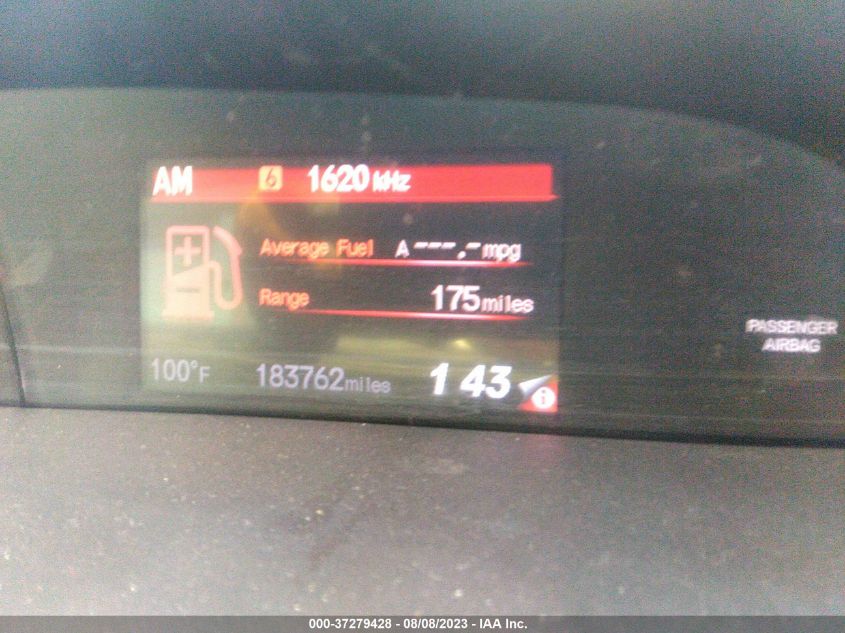 AM 6 1620 kHz
Average Fuel A ---.- mpg
Range 175 miles
PASSENGER
AIRBAG
100°F 183762 miles 1 43 i
000-37279428 - 08/08/2023 - IAA Inc.